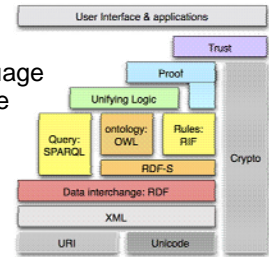 User Interface & applications
Trust
uage
Proof
e
Unifying Logic
Query:
SPARQL
ontology:
OWL
Rules:
RIF
Crypto
RDF-S
Data interchange: RDF
XML
URI
Unicode